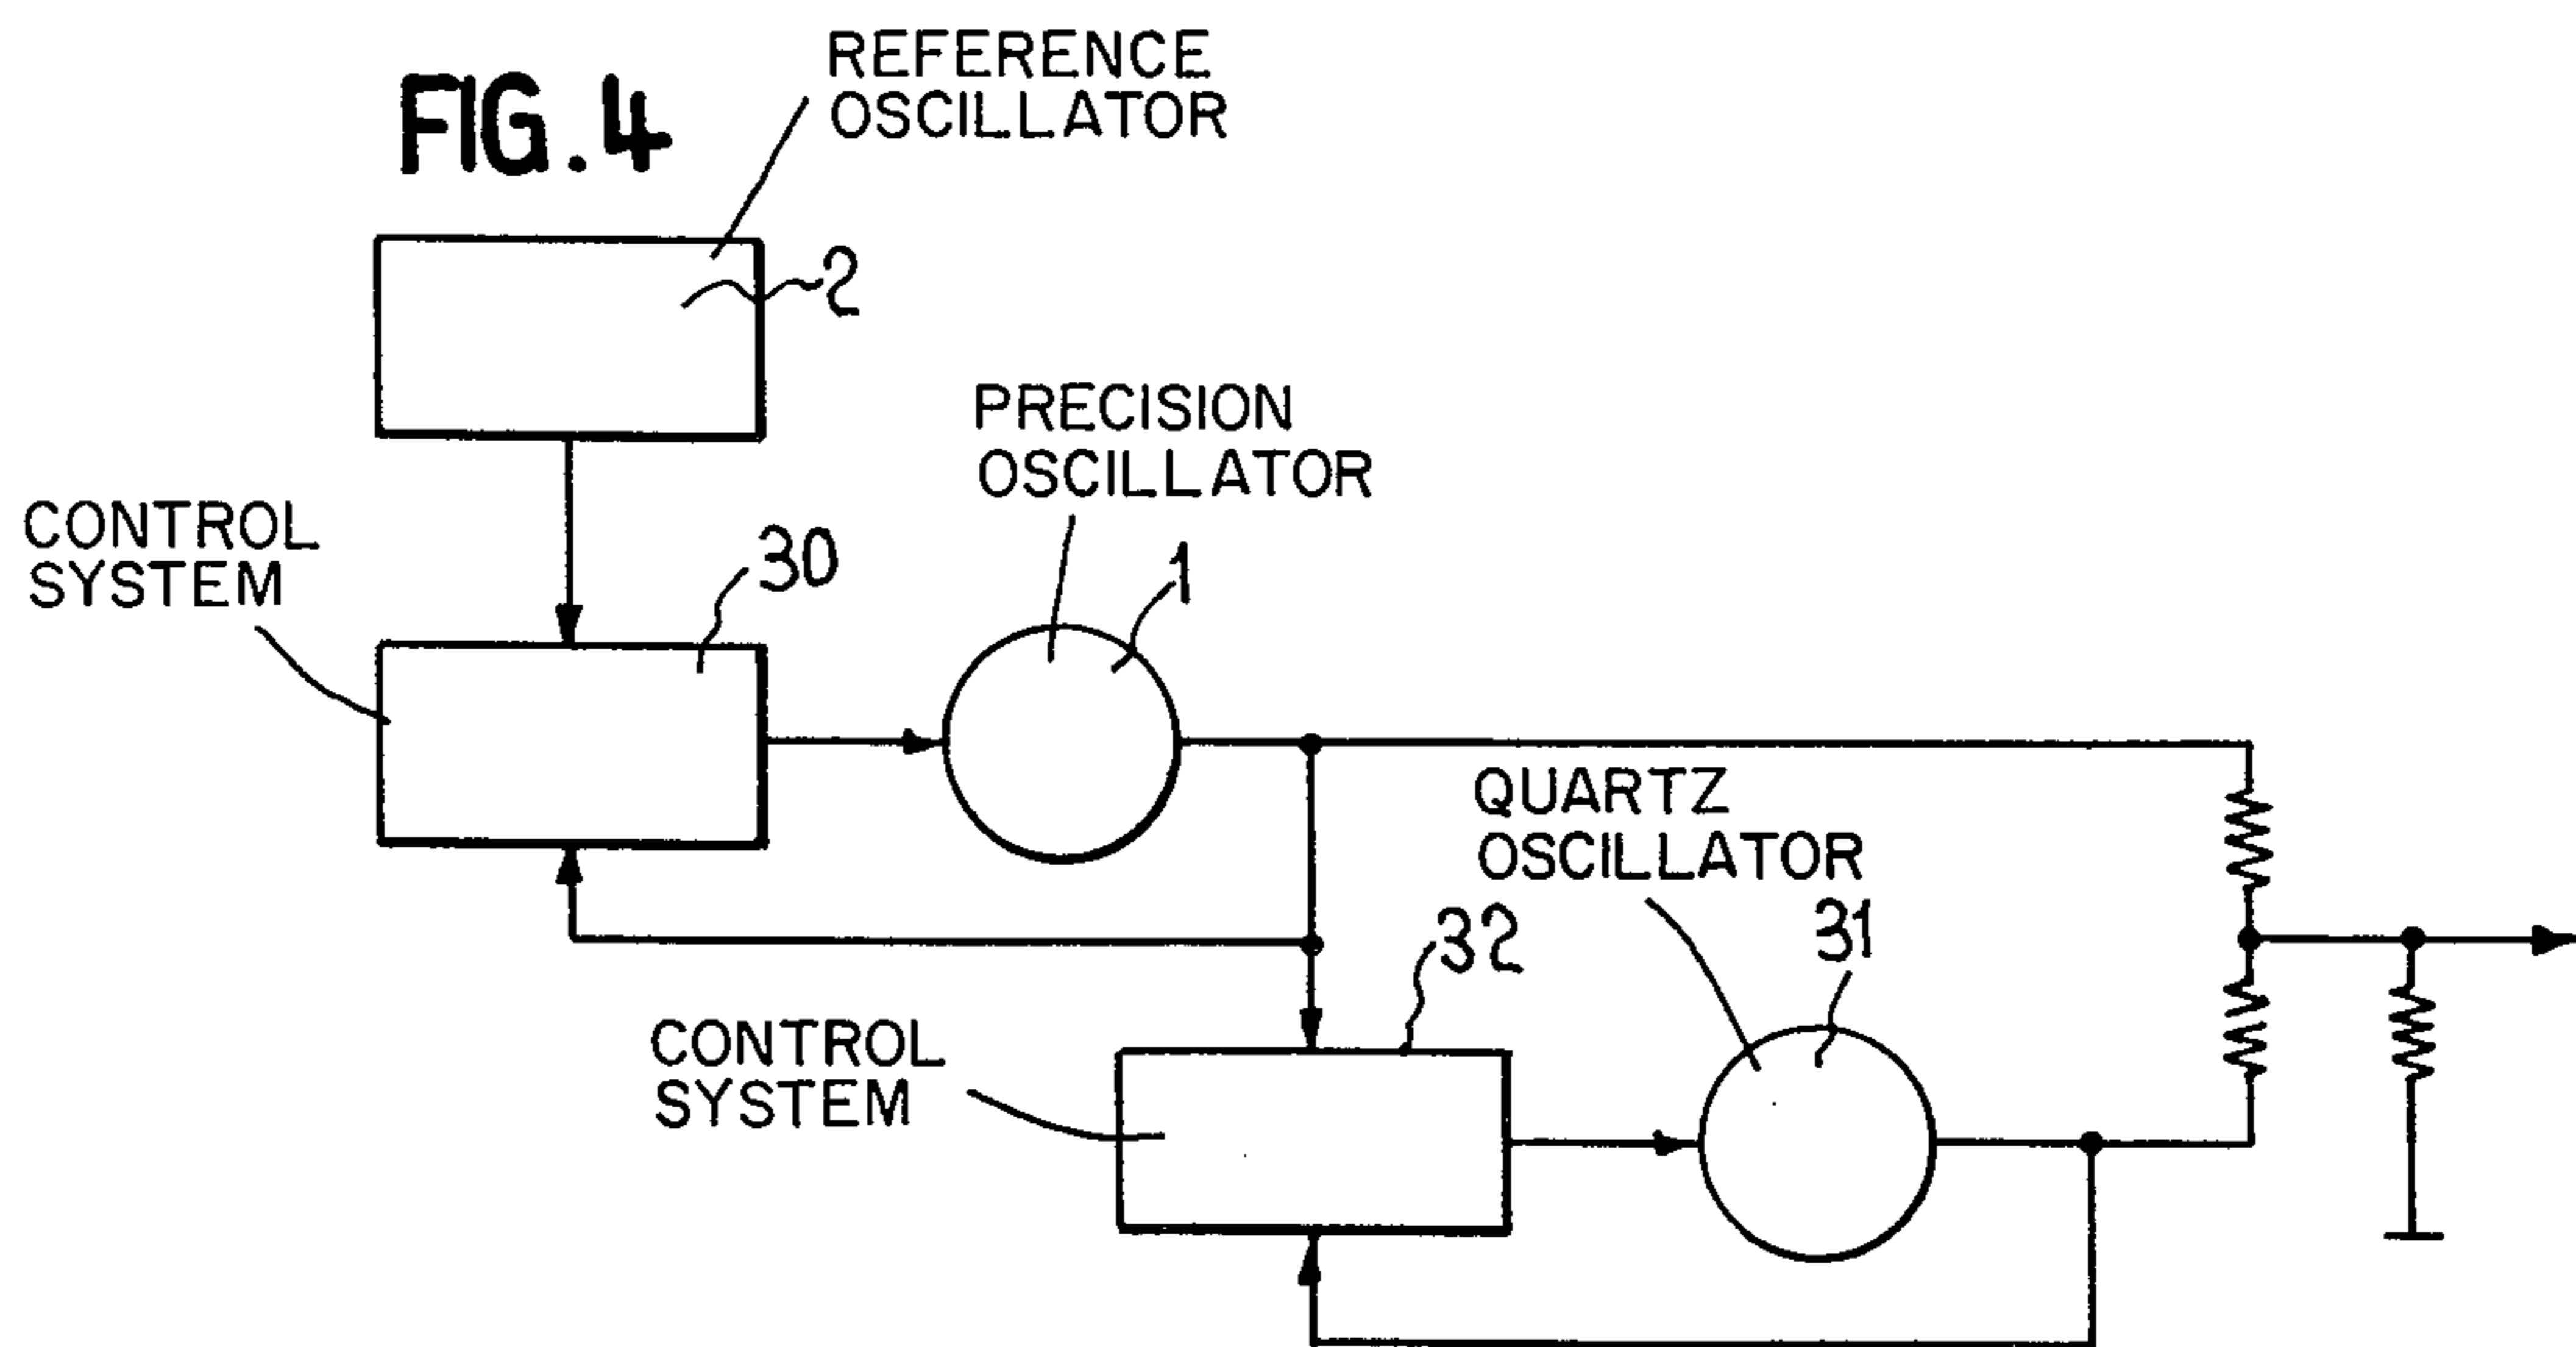 FIG. 4
REFERENCE
OSCILLATOR
2
PRECISION
OSCILLATOR
1
CONTROL
SYSTEM
30
QUARTZ
OSCILLATOR
31
32
CONTROL
SYSTEM